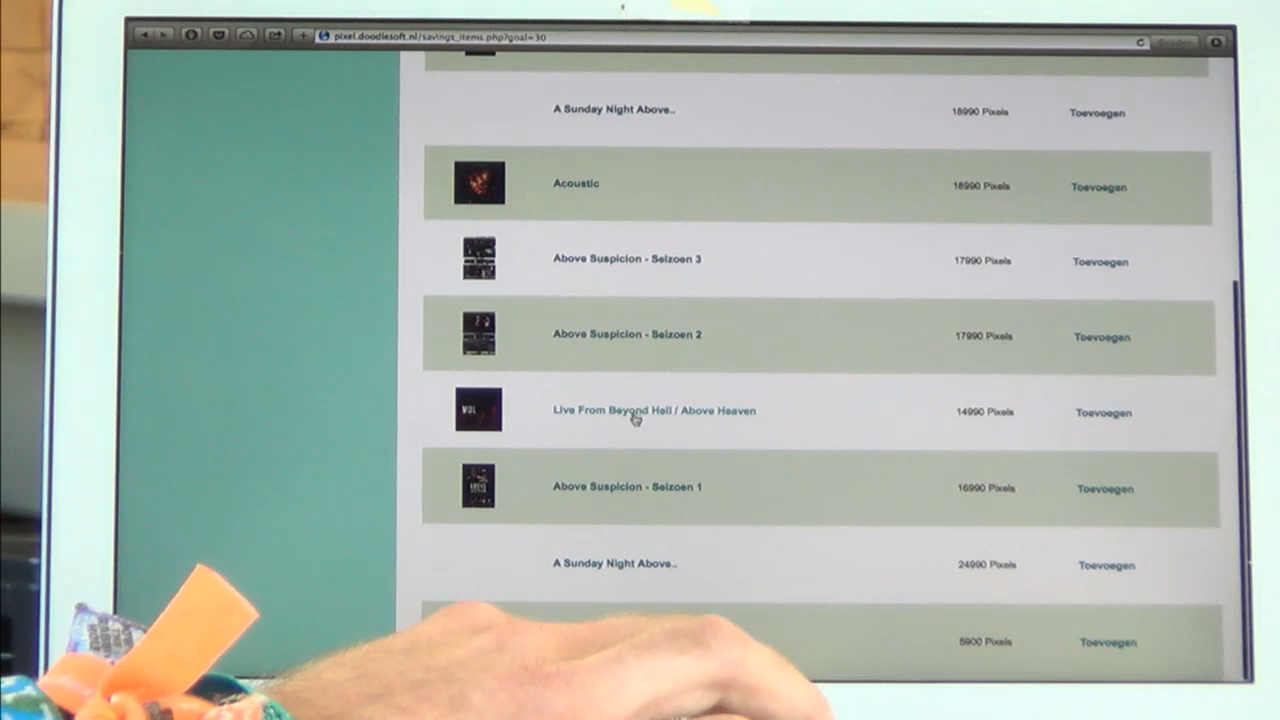 pixel.doodlesoft.nl/savings_items.php?goal=30
Reader
A Sunday Night Above.. 18990 Pixels Toevoegen
Acoustic 18990 Pixels Toevoegen
Above Suspicion - Seizoen 3 17990 Pixels Toevoegen
Above Suspicion - Seizoen 2 17990 Pixels Toevoegen
VOL
Live From Beyond Hell / Above Heaven 14990 Pixels Toevoegen
Above Suspicion - Seizoen 1 16990 Pixels Toevoegen
A Sunday Night Above.. 24990 Pixels Toevoegen
5900 Pixels Toevoegen